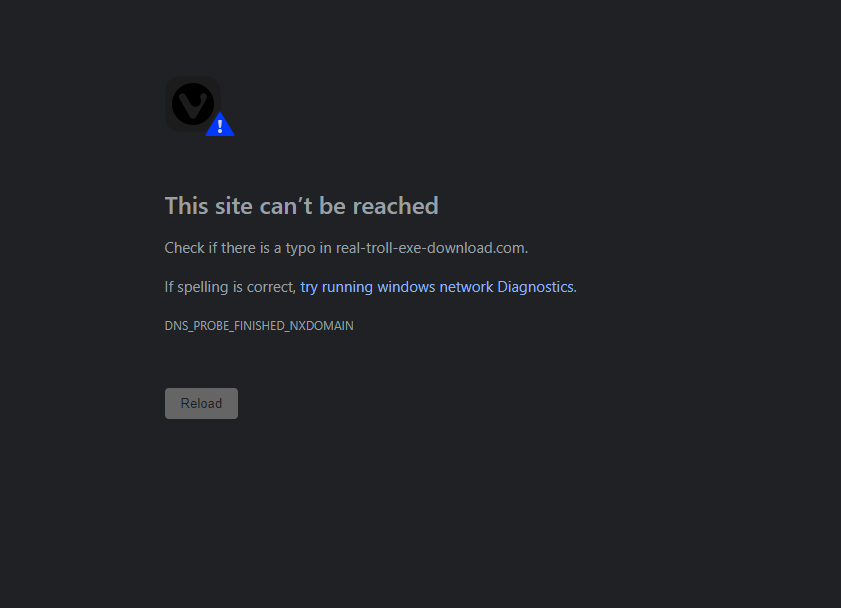 This site can’t be reached
Check if there is a typo in real-troll-exe-download.com.
If spelling is correct, try running windows network Diagnostics.
DNS_PROBE_FINISHED_NXDOMAIN
Reload